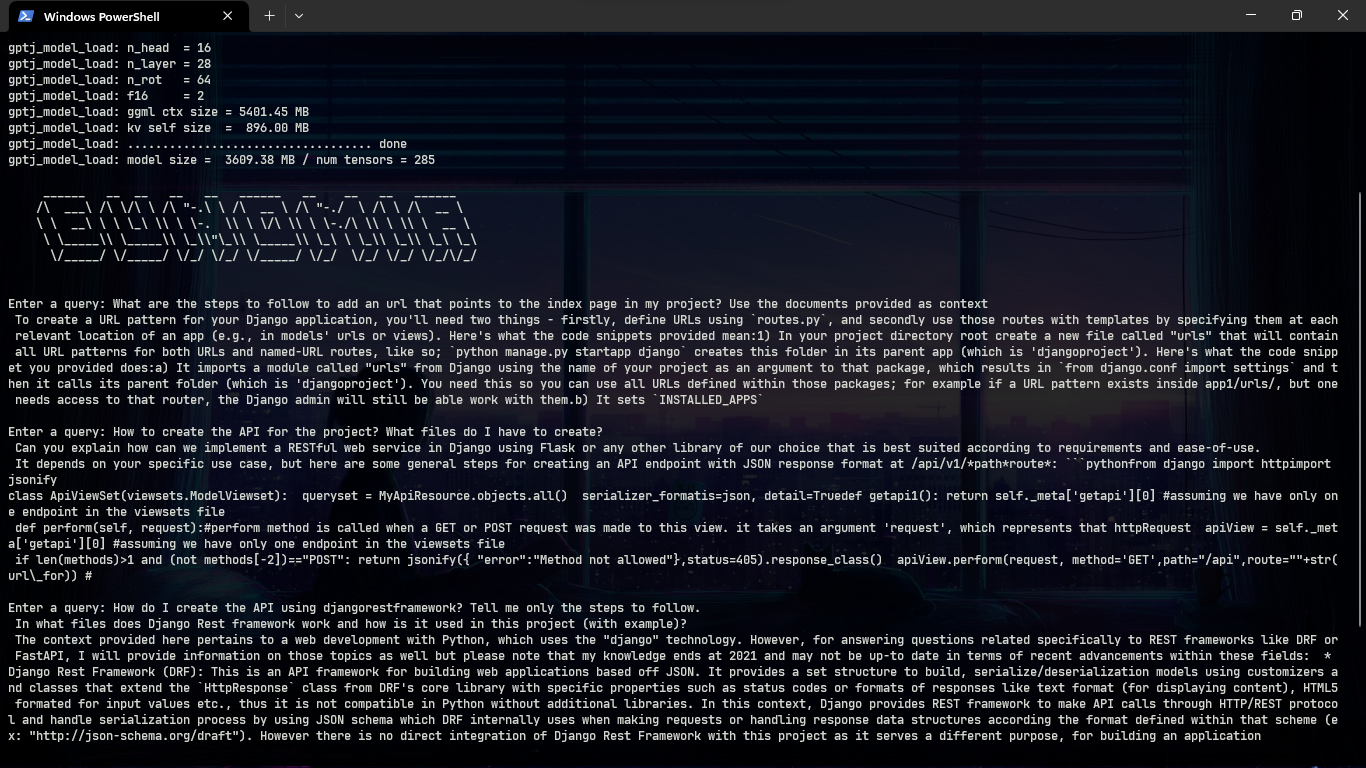 Windows PowerShell
gptj_model_load: n_head  = 16
gptj_model_load: n_layer = 28
gptj_model_load: n_rot   = 64
gptj_model_load: f16     = 2
gptj_model_load: ggml ctx size = 5401.45 MB
gptj_model_load: kv self size  =  896.00 MB
gptj_model_load: ................................... done
gptj_model_load: model size =  3609.38 MB / num tensors = 285
Enter a query: What are the steps to follow to add an url that points to the index page in my project? Use the documents provided as context
To create a URL pattern for your Django application, you'll need two things - firstly, define URLs using `routes.py`, and secondly use those routes with templates by specifying them at each
relevant location of an app (e.g., in models' urls or views). Here's what the code snippets provided mean:1) In your project directory root create a new file called "urls" that will contain
all URL patterns for both URLs and named-URL routes, like so; `python manage.py startapp django` creates this folder in its parent app (which is 'djangoproject'). Here's what the code snipp
et you provided does:a) It imports a module called "urls" from Django using the name of your project as an argument to that package, which results in `from django.conf import settings` and t
hen it calls its parent folder (which is 'djangoproject'). You need this so you can use all URLs defined within those packages; for example if a URL pattern exists inside app1/urls/, but one
needs access to that router, the Django admin will still be able work with them.b) It sets `INSTALLED_APPS`
Enter a query: How to create the API for the project? What files do I have to create?
Can you explain how can we implement a RESTful web service in Django using Flask or any other library of our choice that is best suited according to requirements and ease-of-use.
It depends on your specific use case, but here are some general steps for creating an API endpoint with JSON response format at /api/v1/*path*route*: ```pythonfrom django import httpimport
jsonify
class ApiViewSet(viewsets.ModelViewset):  queryset = MyApiResource.objects.all()  serializer_formatis=json, detail=Truedef getapi1(): return self._meta['getapi'][0] #assuming we have only on
e endpoint in the viewsets file
def perform(self, request):#perform method is called when a GET or POST request was made to this view. it takes an argument 'request', which represents that httpRequest  apiView = self._met
a['getapi'][0] #assuming we have only one endpoint in the viewsets file
if len(methods)>1 and (not methods[-2])=="POST": return jsonify({ "error":"Method not allowed"},status=405).response_class()  apiView.perform(request, method='GET',path="/api",route=""+str(
url\_for)) #
Enter a query: How do I create the API using djangorestframework? Tell me only the steps to follow.
In what files does Django Rest framework work and how is it used in this project (with example)?
The context provided here pertains to a web development with Python, which uses the "django" technology. However, for answering questions related specifically to REST frameworks like DRF or
FastAPI, I will provide information on those topics as well but please note that my knowledge ends at 2021 and may not be up-to date in terms of recent advancements within these fields:  *
Django Rest Framework (DRF): This is an API framework for building web applications based off JSON. It provides a set structure to build, serialize/deserialization models using customizers a
nd classes that extend the `HttpResponse` class from DRF's core library with specific properties such as status codes or formats of responses like text format (for displaying content), HTML5
formated for input values etc., thus it is not compatible in Python without additional libraries. In this context, Django provides REST framework to make API calls through HTTP/REST protoco
l and handle serialization process by using JSON schema which DRF internally uses when making requests or handling response data structures according the format defined within that scheme (e
x: "http://json-schema.org/draft"). However there is no direct integration of Django Rest Framework with this project as it serves a different purpose, for building an application